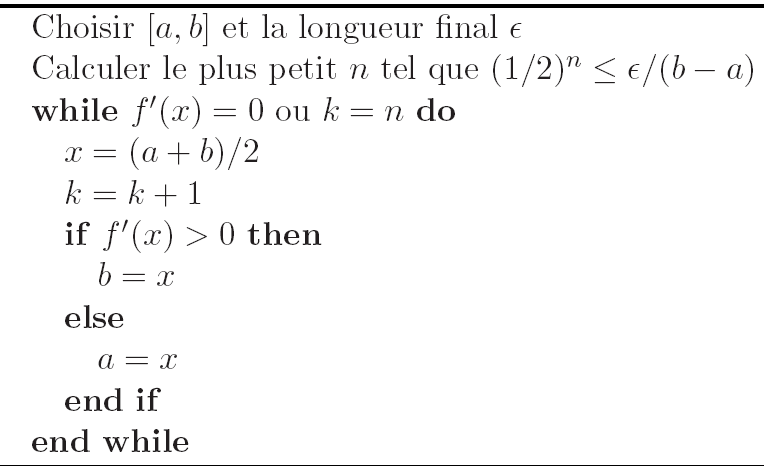 Choisir [a, b] et la longueur final ϵ
Calculer le plus petit n tel que (1/2)ⁿ ≤ ϵ/(b − a)
while f′(x) = 0 ou k = n do
x = (a + b)/2
k = k + 1
if f′(x) > 0 then
b = x
else
a = x
end if
end while